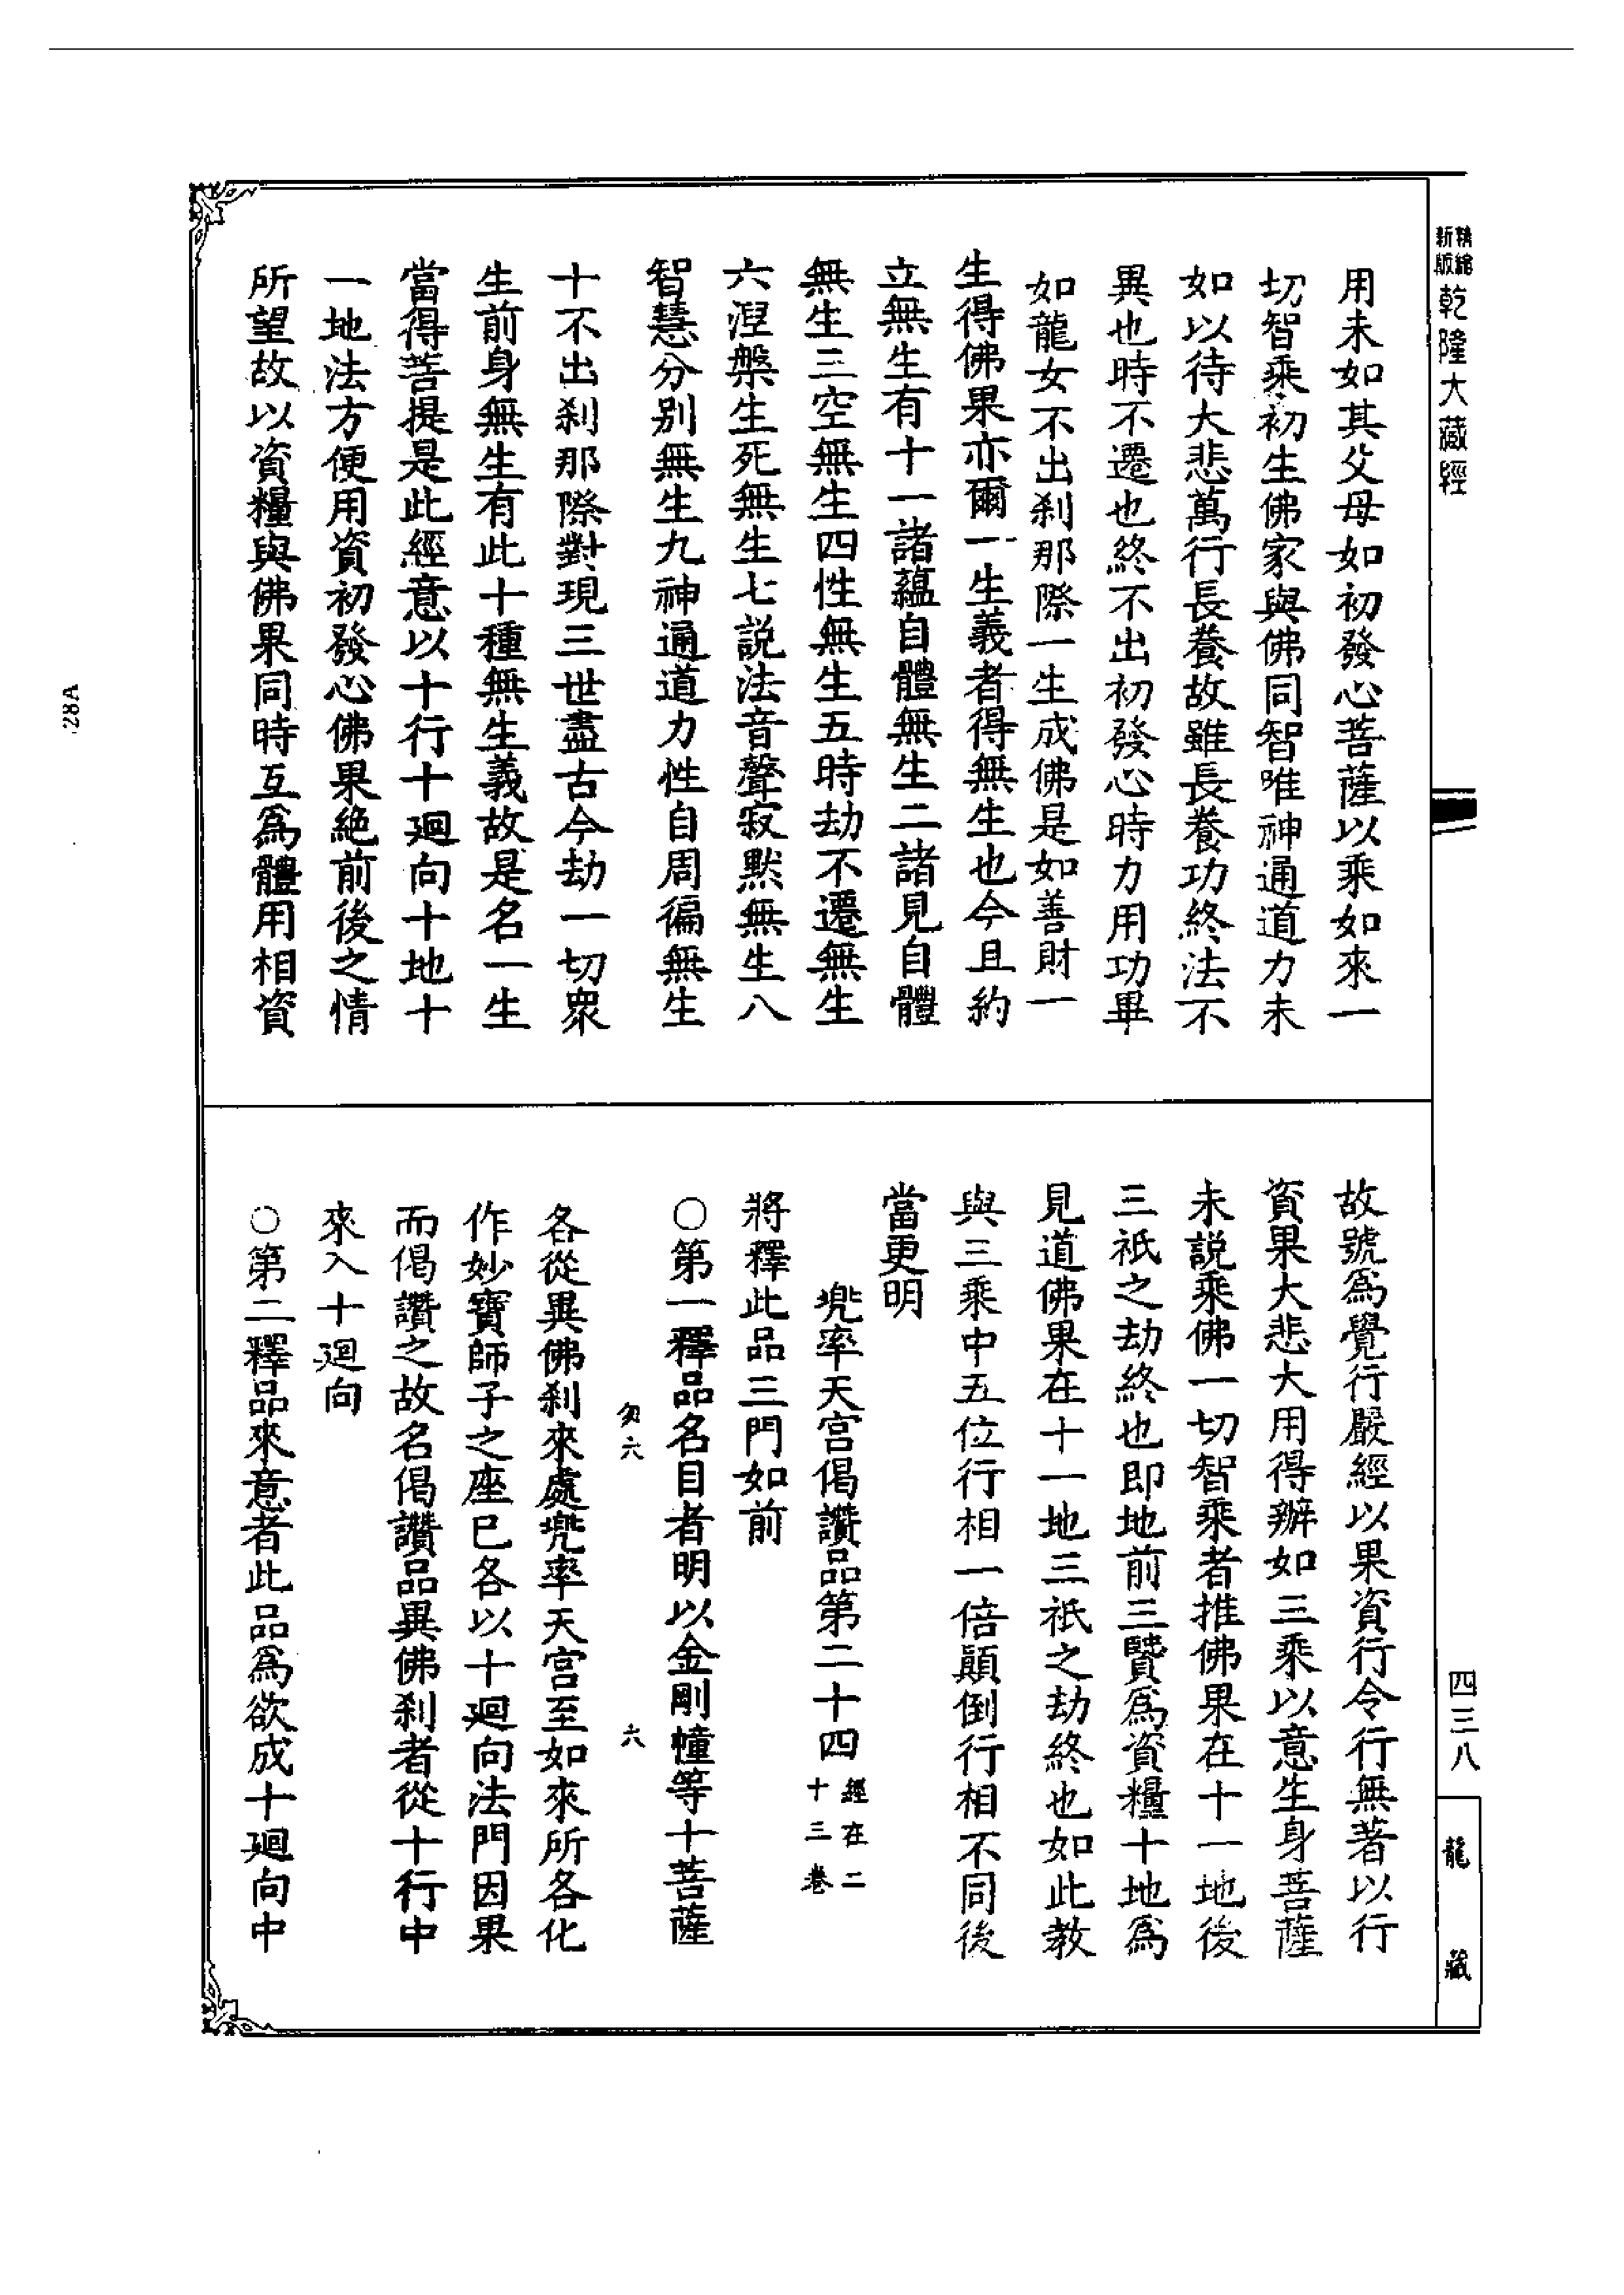 精縮新版
乾隆大藏經
用未如其父母如初發心菩薩以乘如來一
切智乘初生佛家與佛同智唯神通道力未
如以待大悲萬行長養故雖長養功終法不
異也時不遷也終不出初發心時力用功畢
如龍女不出刹那際一生成佛是如善財一
生得佛果亦爾一生義者得無生也今且約
立無生有十一諸蘊自體無生二諸見自體
無生三空無生四性無生五時劫不遷無生
六涅槃生死無生七説法音聲寂默無生八
智慧分别無生九神通道力性自周徧無生
十不出刹那際對現三世盡古今劫一切衆
生前身無生有此十種無生義故是名一生
當得菩提是此經意以十行十迴向十地十
一地法方便用資初發心佛果絶前後之情
所望故以資糧與佛果同時互爲體用相資
故號爲覺行嚴經以果資行令行無著以行
資果大悲大用得辦如三乘以意生身菩薩
未説乘佛一切智乘者推佛果在十一地後
三祇之劫終也即地前三賢爲資糧十地爲
見道佛果在十一地三祇之劫終也如此教
與三乘中五位行相一倍顛倒行相不同後
當更明
兜率天宫偈讚品第二十四經在二十三卷
將釋此品三門如前
○第一釋品名目者明以金剛幢等十菩薩
六
六
各從異佛刹來處兜率天宫至如來所各化
作妙寶師子之座已各以十迴向法門因果
而偈讚之故名偈讚品異佛刹者從十行中
來入十迴向
○第二釋品來意者此品爲欲成十迴向中
四三八
龍藏
28A